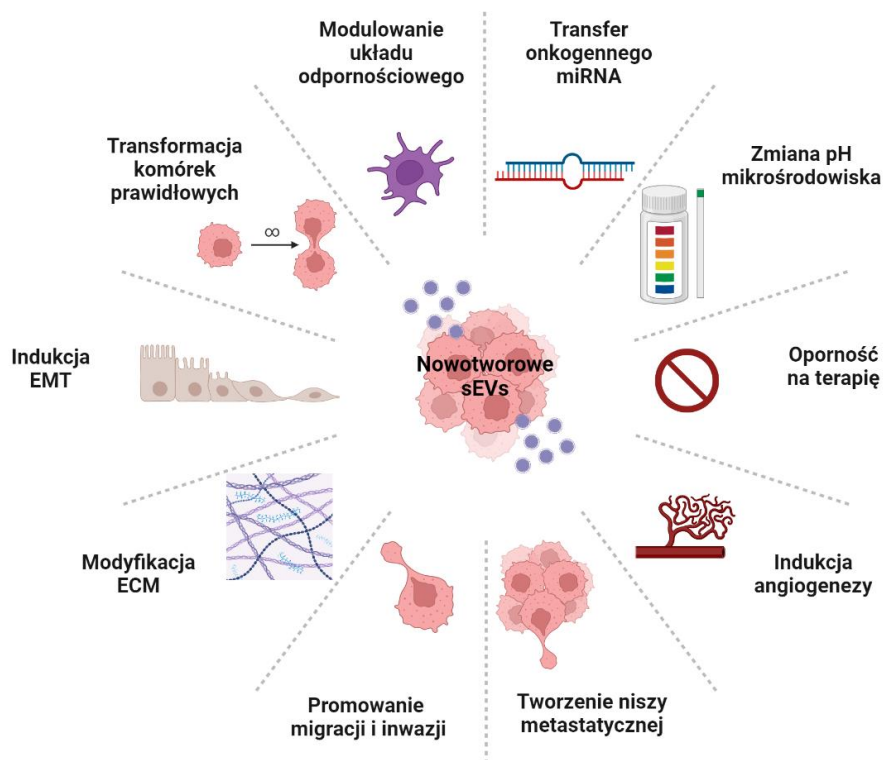 Modulowanie
układu
odpornościowego
Transfer
onkogennego
miRNA
Transformacja
komórek
prawidłowych
∞
Zmiana pH
mikrośrodowiska
Indukcja
EMT
Nowotworowe
sEVs
Oporność
na terapię
Modyfikacja
ECM
Indukcja
angiogenezy
Promowanie
migracji i inwazji
Tworzenie niszy
metastatycznej